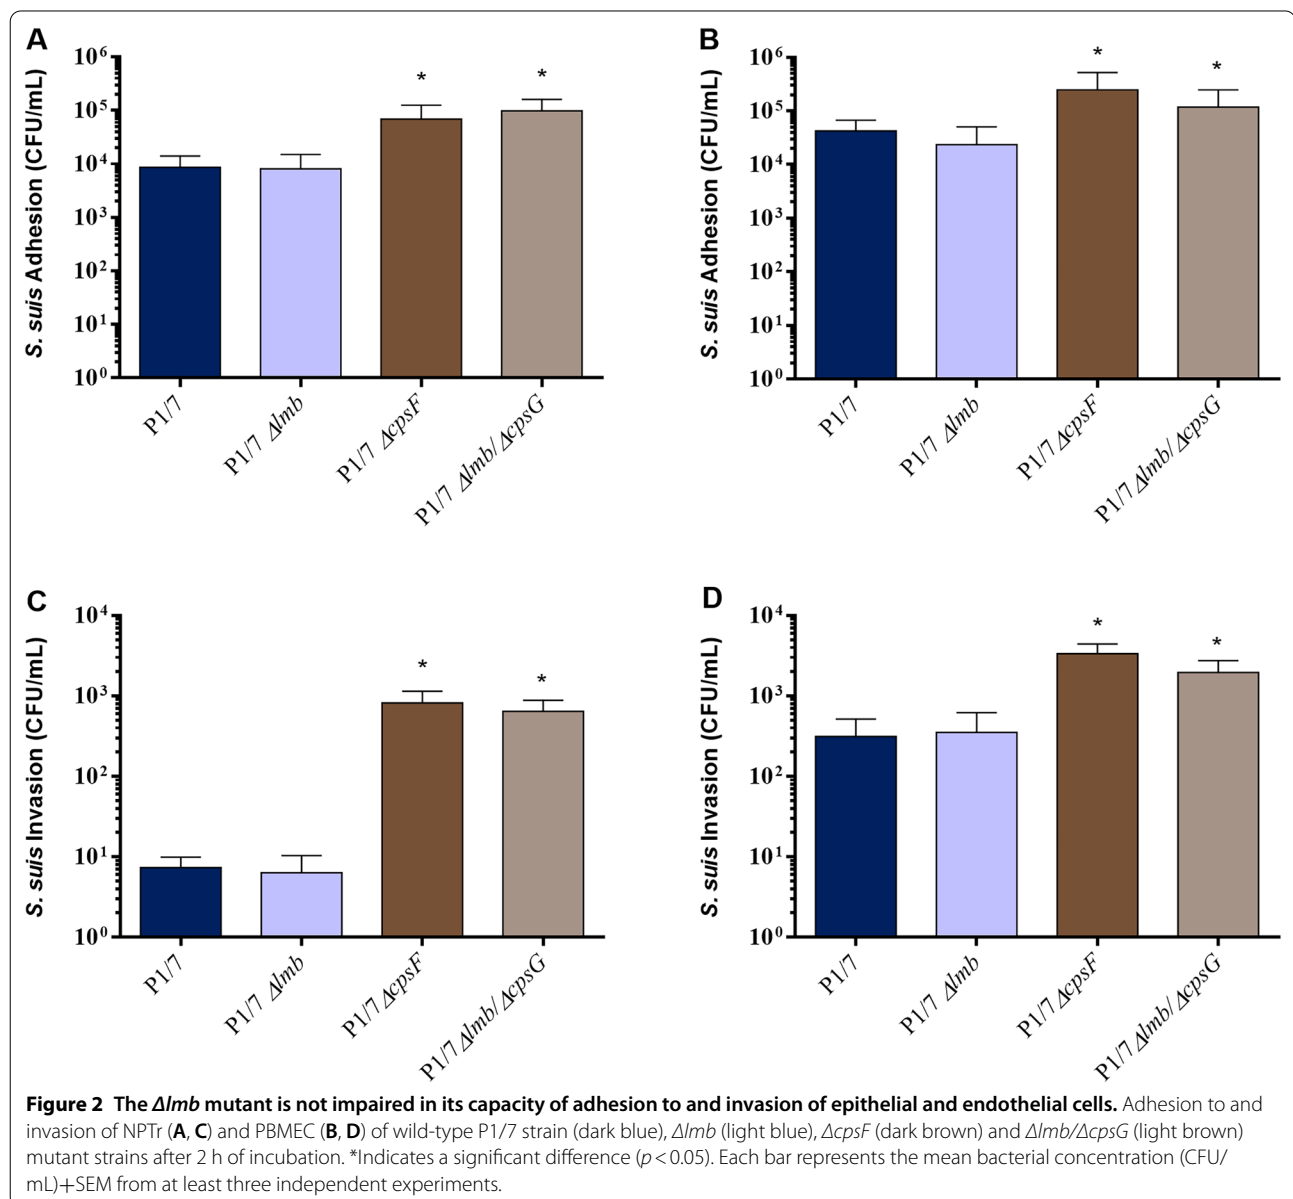 A
S. suis Adhesion (CFU/mL)
10⁶
10⁵
10⁴
10³
10²
10¹
10⁰
*
*
P1/7
P1/7 Δlmb
P1/7 ΔcpsF
P1/7 Δlmb/ΔcpsG
B
S. suis Adhesion (CFU/mL)
10⁶
10⁵
10⁴
10³
10²
10¹
10⁰
*
*
P1/7
P1/7 Δlmb
P1/7 ΔcpsF
P1/7 Δlmb/ΔcpsG
C
S. suis Invasion (CFU/mL)
10⁴
10³
10²
10¹
10⁰
*
*
P1/7
P1/7 Δlmb
P1/7 ΔcpsF
P1/7 Δlmb/ΔcpsG
D
S. suis Invasion (CFU/mL)
10⁴
10³
10²
10¹
10⁰
*
*
P1/7
P1/7 Δlmb
P1/7 ΔcpsF
P1/7 Δlmb/ΔcpsG
Figure 2 The Δlmb mutant is not impaired in its capacity of adhesion to and invasion of epithelial and endothelial cells. Adhesion to and
invasion of NPTr (A, C) and PBMEC (B, D) of wild-type P1/7 strain (dark blue), Δlmb (light blue), ΔcpsF (dark brown) and Δlmb/ΔcpsG (light brown)
mutant strains after 2 h of incubation. *Indicates a significant difference (p < 0.05). Each bar represents the mean bacterial concentration (CFU/
mL)+SEM from at least three independent experiments.